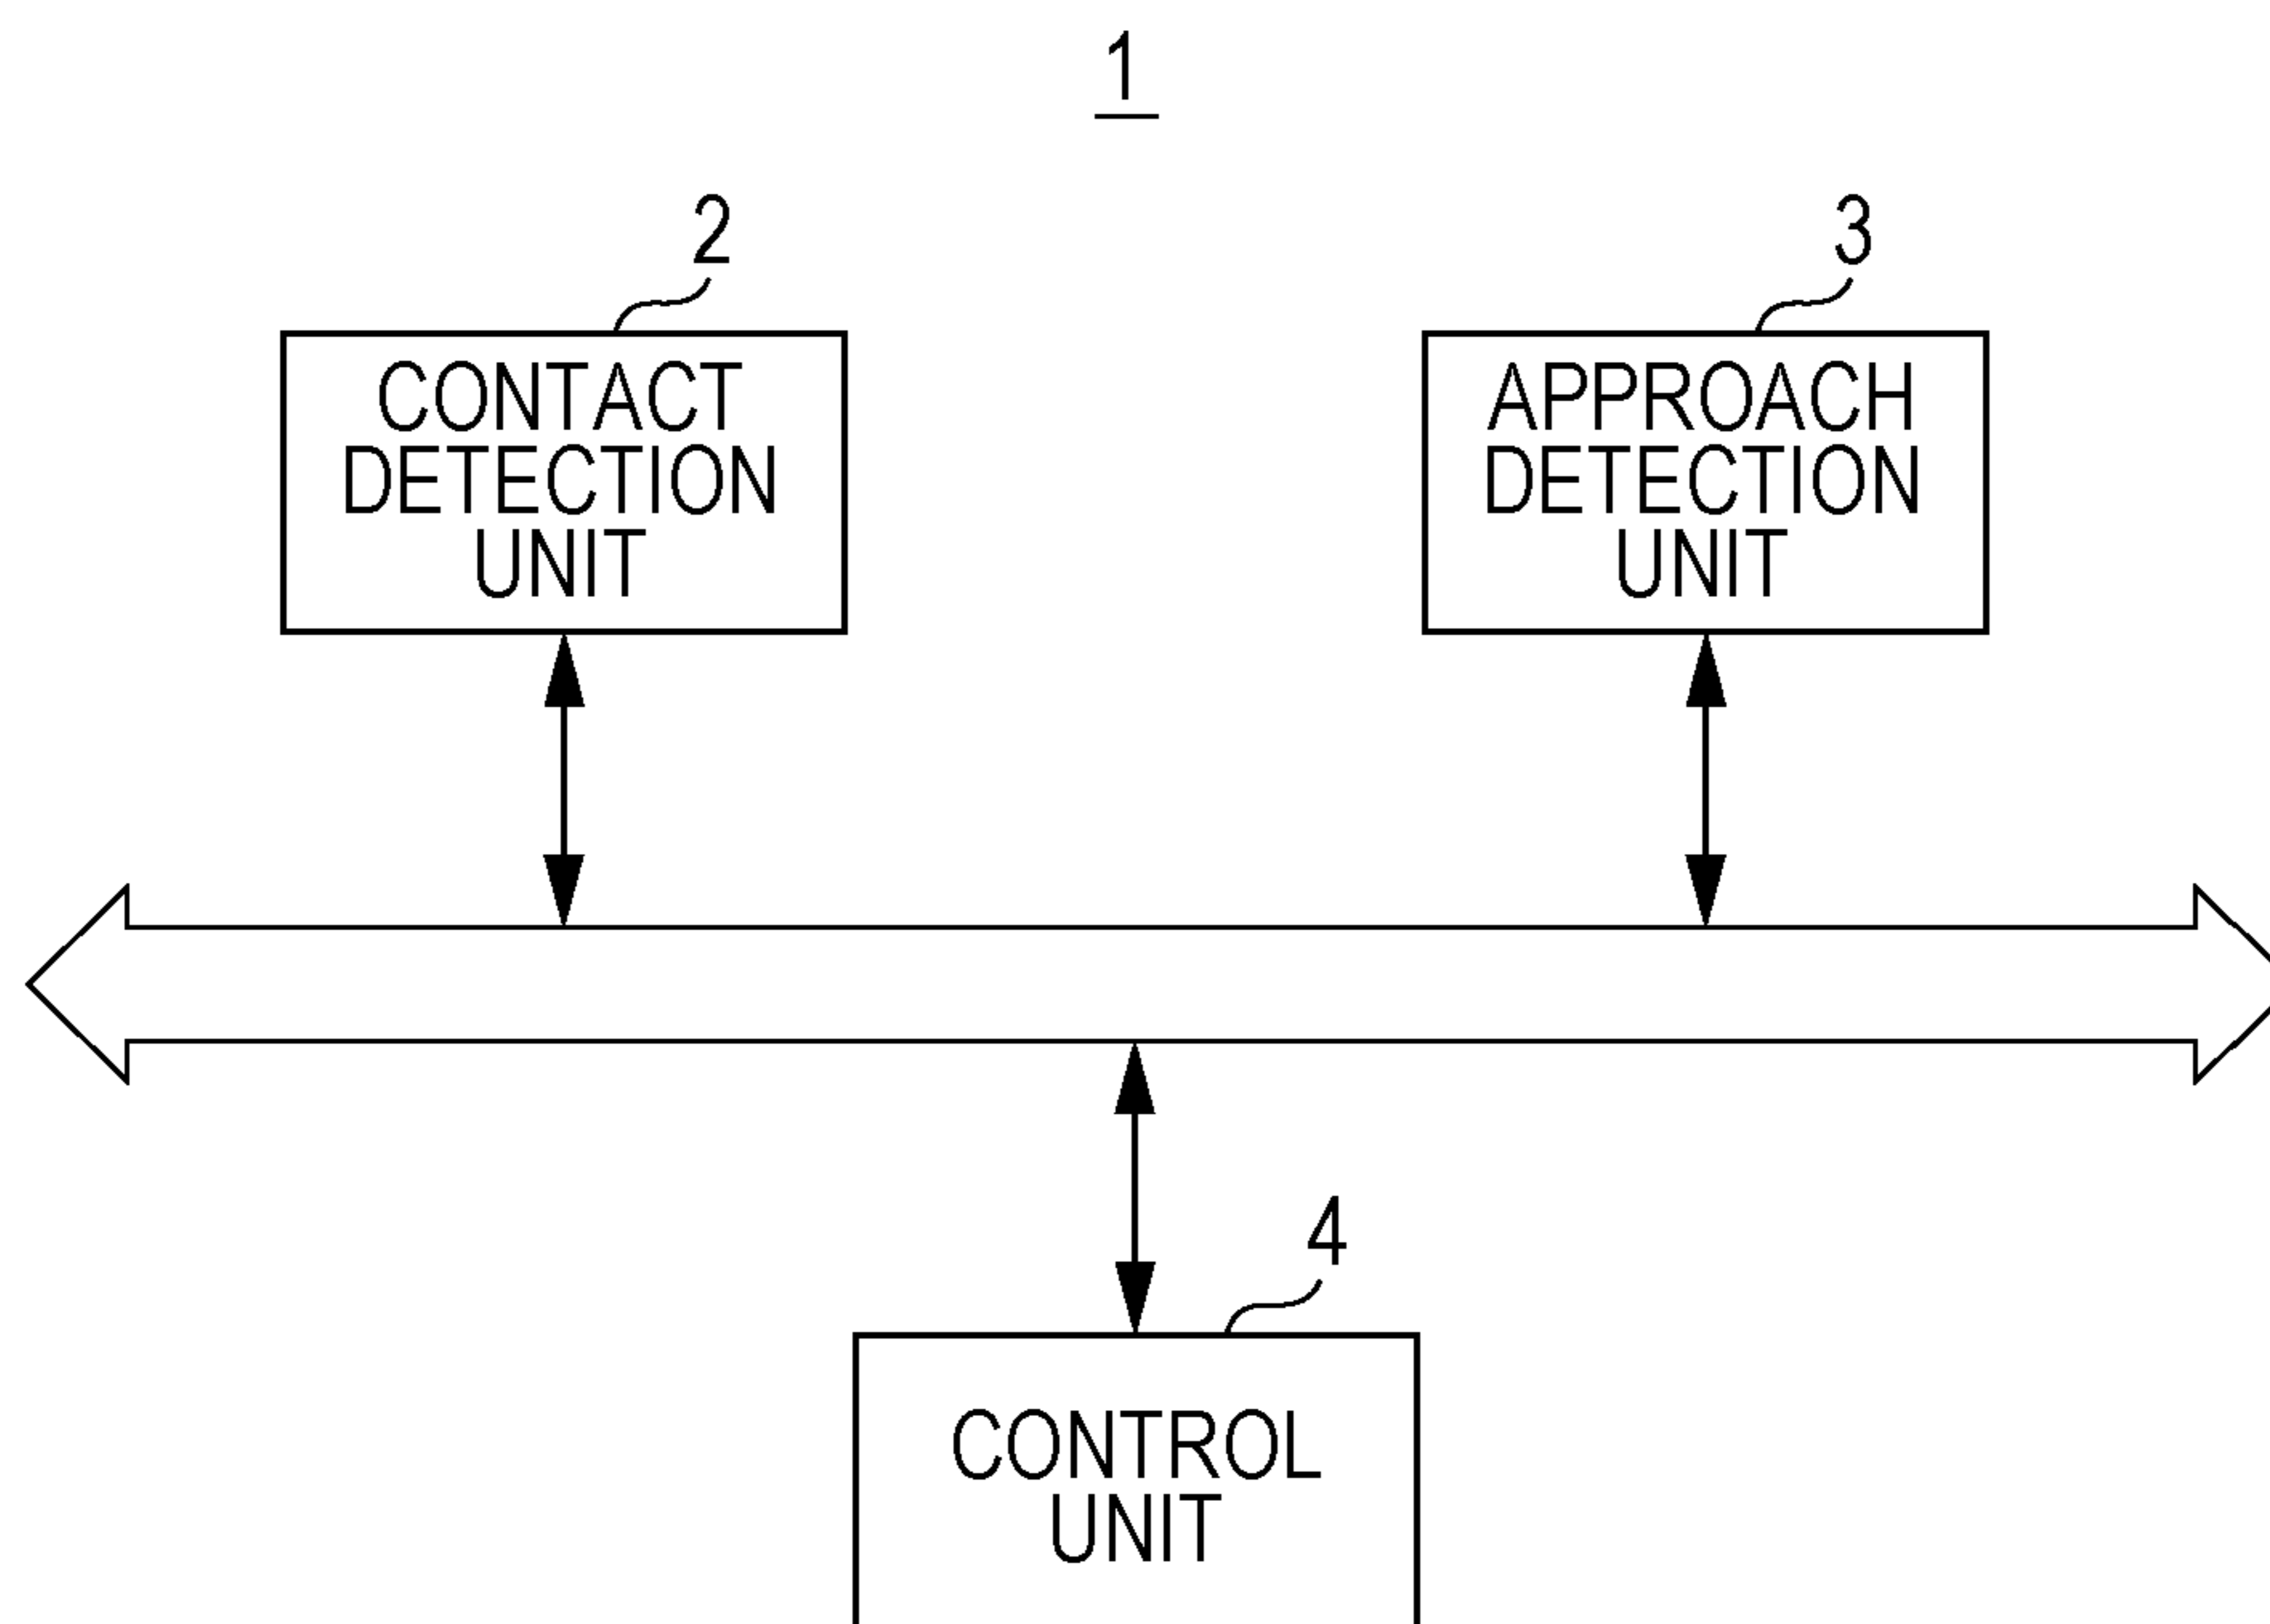 1
2
3
CONTACT
DETECTION
UNIT
APPROACH
DETECTION
UNIT
4
CONTROL
UNIT